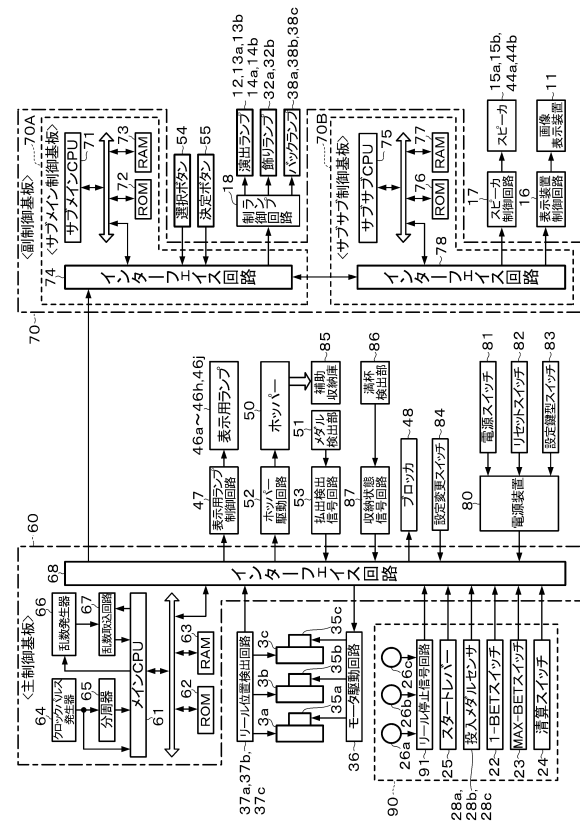 <主制御基板>
60
64
クロックパルス
発生器
66
乱数発生器
65
分周器
67
乱数取込回路
メインCPU
61
ROM
62
RAM
63
68
インターフェイス回路
37a,37b,
37c
リール位置検出回路
3a
3b
3c
35a
35b
35c
36
モータ駆動回路
90
26a
26b
26c
91
リール停止信号回路
25
スタートレバー
28a,
28b,
28c
投入メダルセンサ
22
1-BETスイッチ
23
MAX-BETスイッチ
24
清算スイッチ
47
表示用ランプ
制御回路
46a~46h,46j
表示用ランプ
52
ホッパー
駆動回路
50
ホッパー
53
払出検出
信号回路
51
メダル
検出部
85
補助
収納庫
87
収納状態
信号回路
86
満杯検出部
48
ブロッカ
84
設定変更スイッチ
80
電源装置
81
電源スイッチ
82
リセットスイッチ
83
設定鍵型スイッチ
70
<副制御基板>
70A
<サブメイン制御基板>
サブメインCPU
71
ROM
72
RAM
73
74
インターフェイス回路
選択ボタン
54
決定ボタン
55
18
ランプ
制御回路
12,13a,13b
14a,14b
演出ランプ
32a,32b
飾りランプ
38a,38b,38c
バックランプ
70B
<サブサブ制御基板>
サブサブCPU
75
ROM
76
RAM
77
78
インターフェイス回路
17
スピーカ
制御回路
15a,15b,
44a,44b
スピーカ
16
表示装置
制御回路
11
画像
表示装置